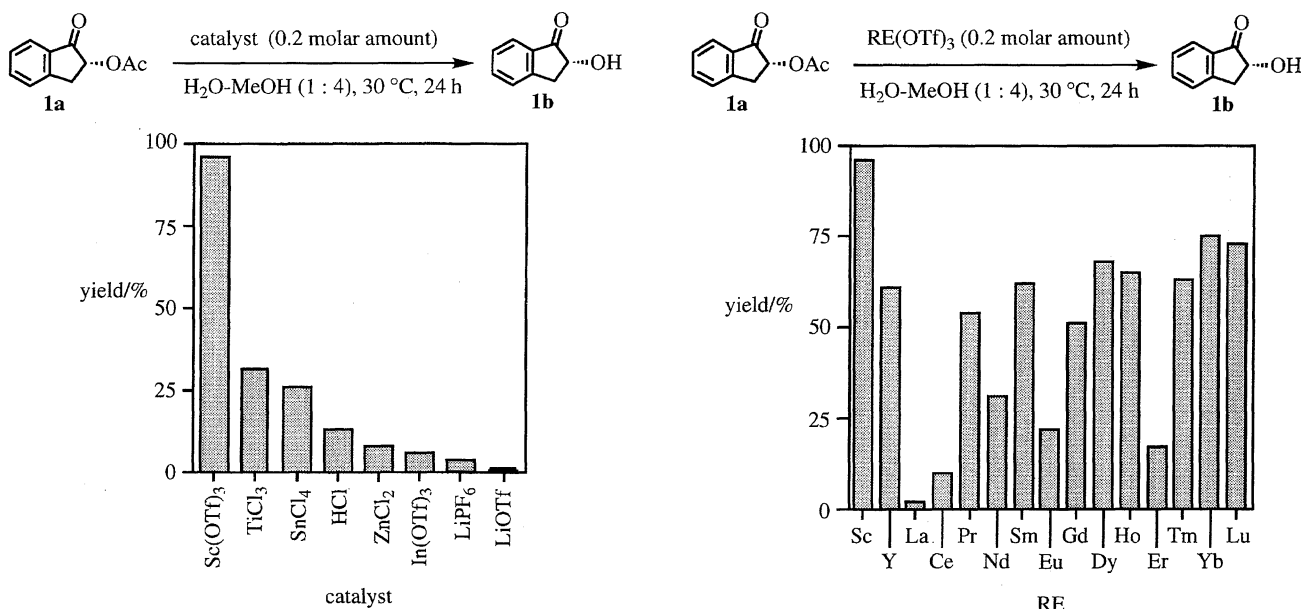 O
OAc
1a
catalyst (0.2 molar amount)
H₂O-MeOH (1 : 4), 30 °C, 24 h
O
OH
1b
100
75
yield/%
50
25
0
Sc(OTf)₃
TiCl₃
SnCl₄
HCl
ZnCl₂
In(OTf)₃
LiPF₆
LiOTf
catalyst
O
OAc
1a
RE(OTf)₃ (0.2 molar amount)
H₂O-MeOH (1 : 4), 30 °C, 24 h
O
OH
1b
100
75
yield/%
50
25
0
Sc La Pr Sm Gd Ho Tm Lu
Y Ce Nd Eu Dy Er Yb
RE